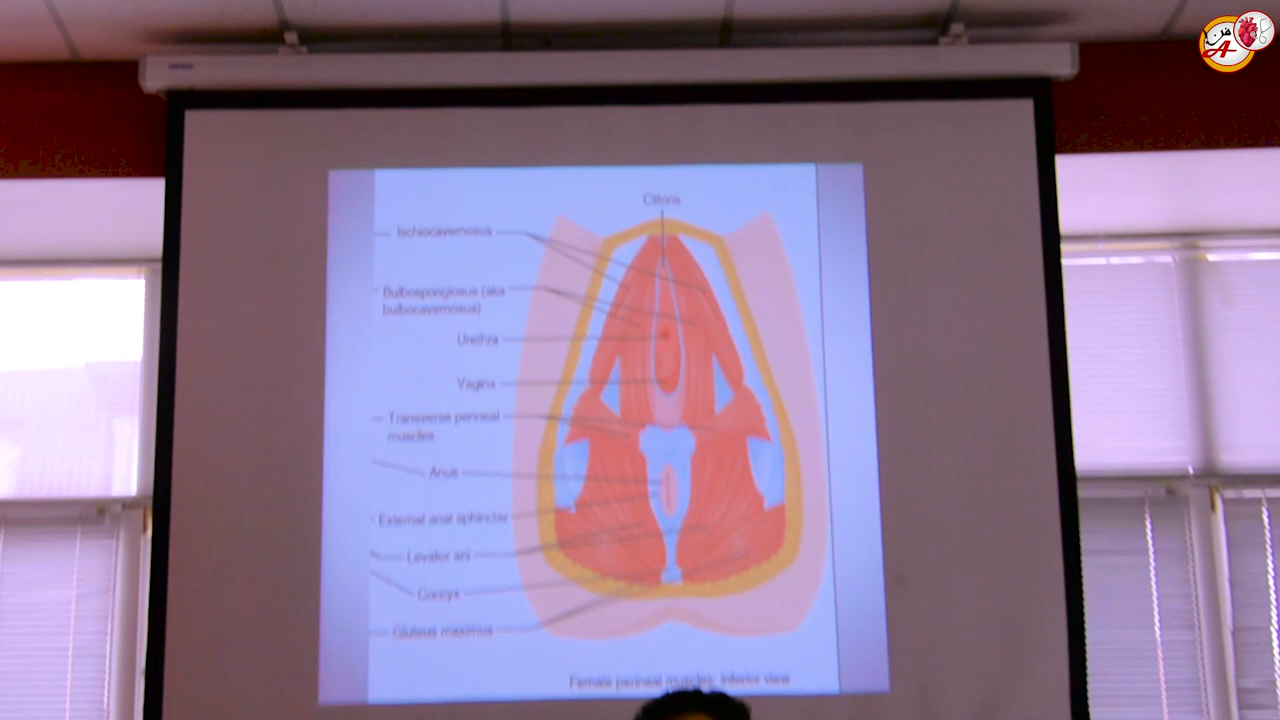 Clitoris
Ischiocavernosus
Bulbospongiosus (aka
bulbocavernosus)
Urethra
Vagina
Transverse perineal
muscles
Anus
External anal sphincter
Levator ani
Coccyx
Gluteus maximus
Female perineal muscles: inferior view